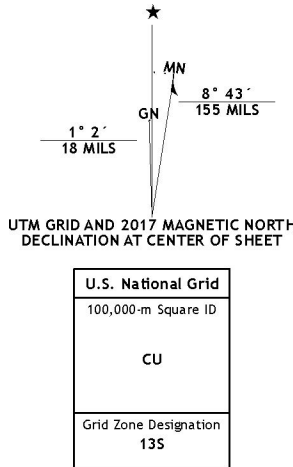 MN
8° 43´
155 MILS
GN
1° 2´
18 MILS
UTM GRID AND 2017 MAGNETIC NORTH
DECLINATION AT CENTER OF SHEET
U.S. National Grid
100,000-m Square ID
CU
Grid Zone Designation
13S